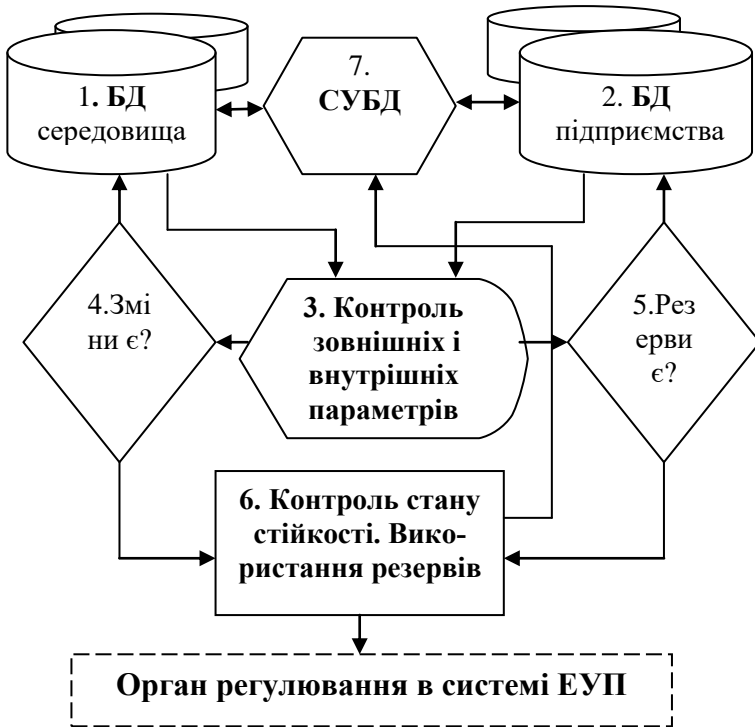 1. БД
середовища
7.
СУБД
2. БД
підприємства
4.Змі
ни є?
3. Контроль
зовнішніх і
внутрішніх
параметрів
5.Рез
ерви
є?
6. Контроль стану
стійкості. Вико-
ристання резервів
Орган регулювання в системі ЕУП